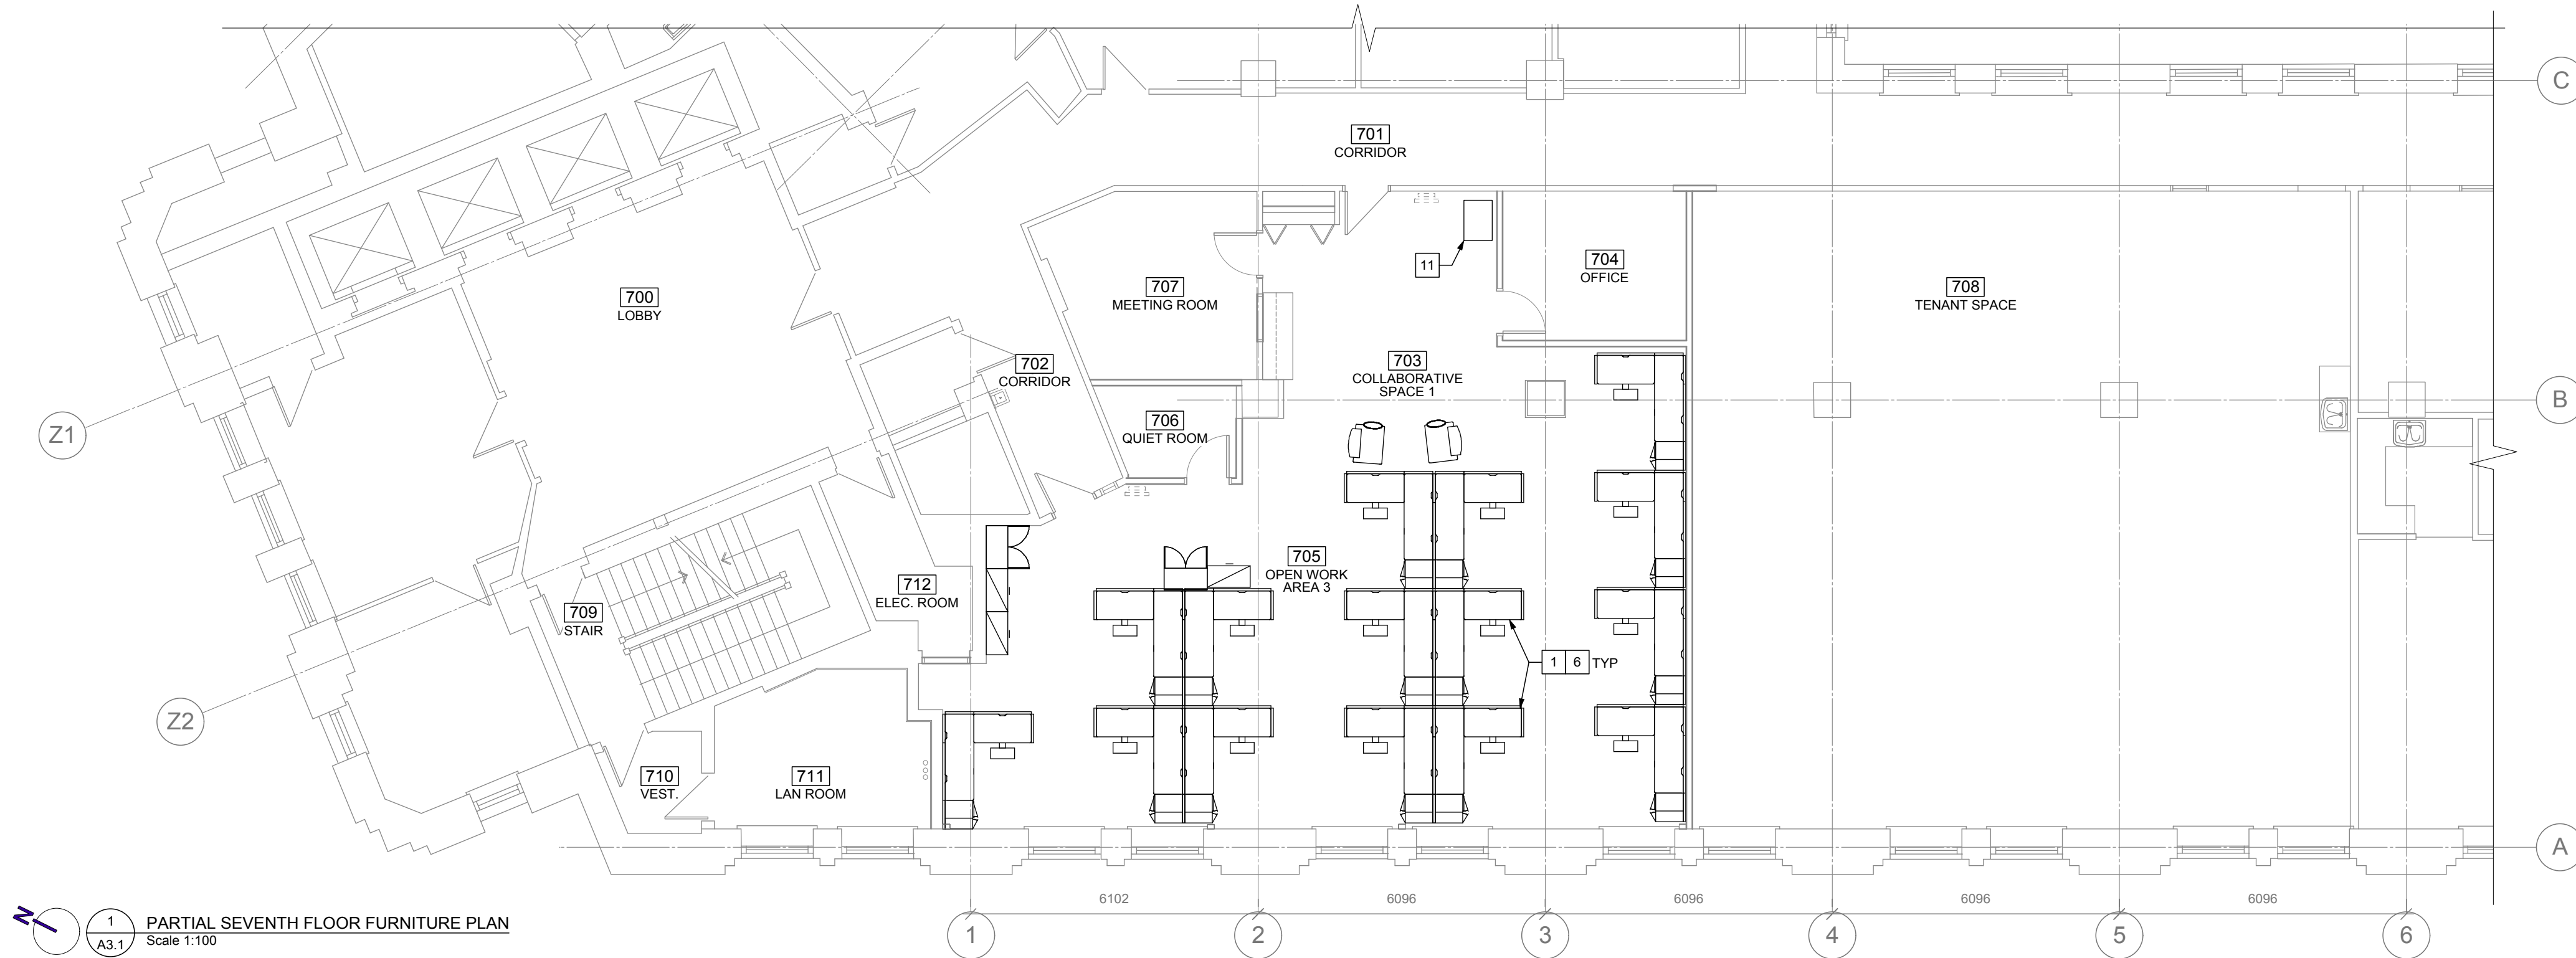 C
701
CORRIDOR
700
LOBBY
707
MEETING ROOM
11
704
OFFICE
708
TENANT SPACE
702
CORRIDOR
703
COLLABORATIVE
SPACE 1
B
Z1
706
QUIET ROOM
705
OPEN WORK
AREA 3
712
ELEC. ROOM
709
STAIR
1 6 TYP
Z2
710
VEST.
711
LAN ROOM
A
6102 6096 6096 6096 6096
1 2 3 4 5 6
N
1
A3.1
PARTIAL SEVENTH FLOOR FURNITURE PLAN
Scale 1:100